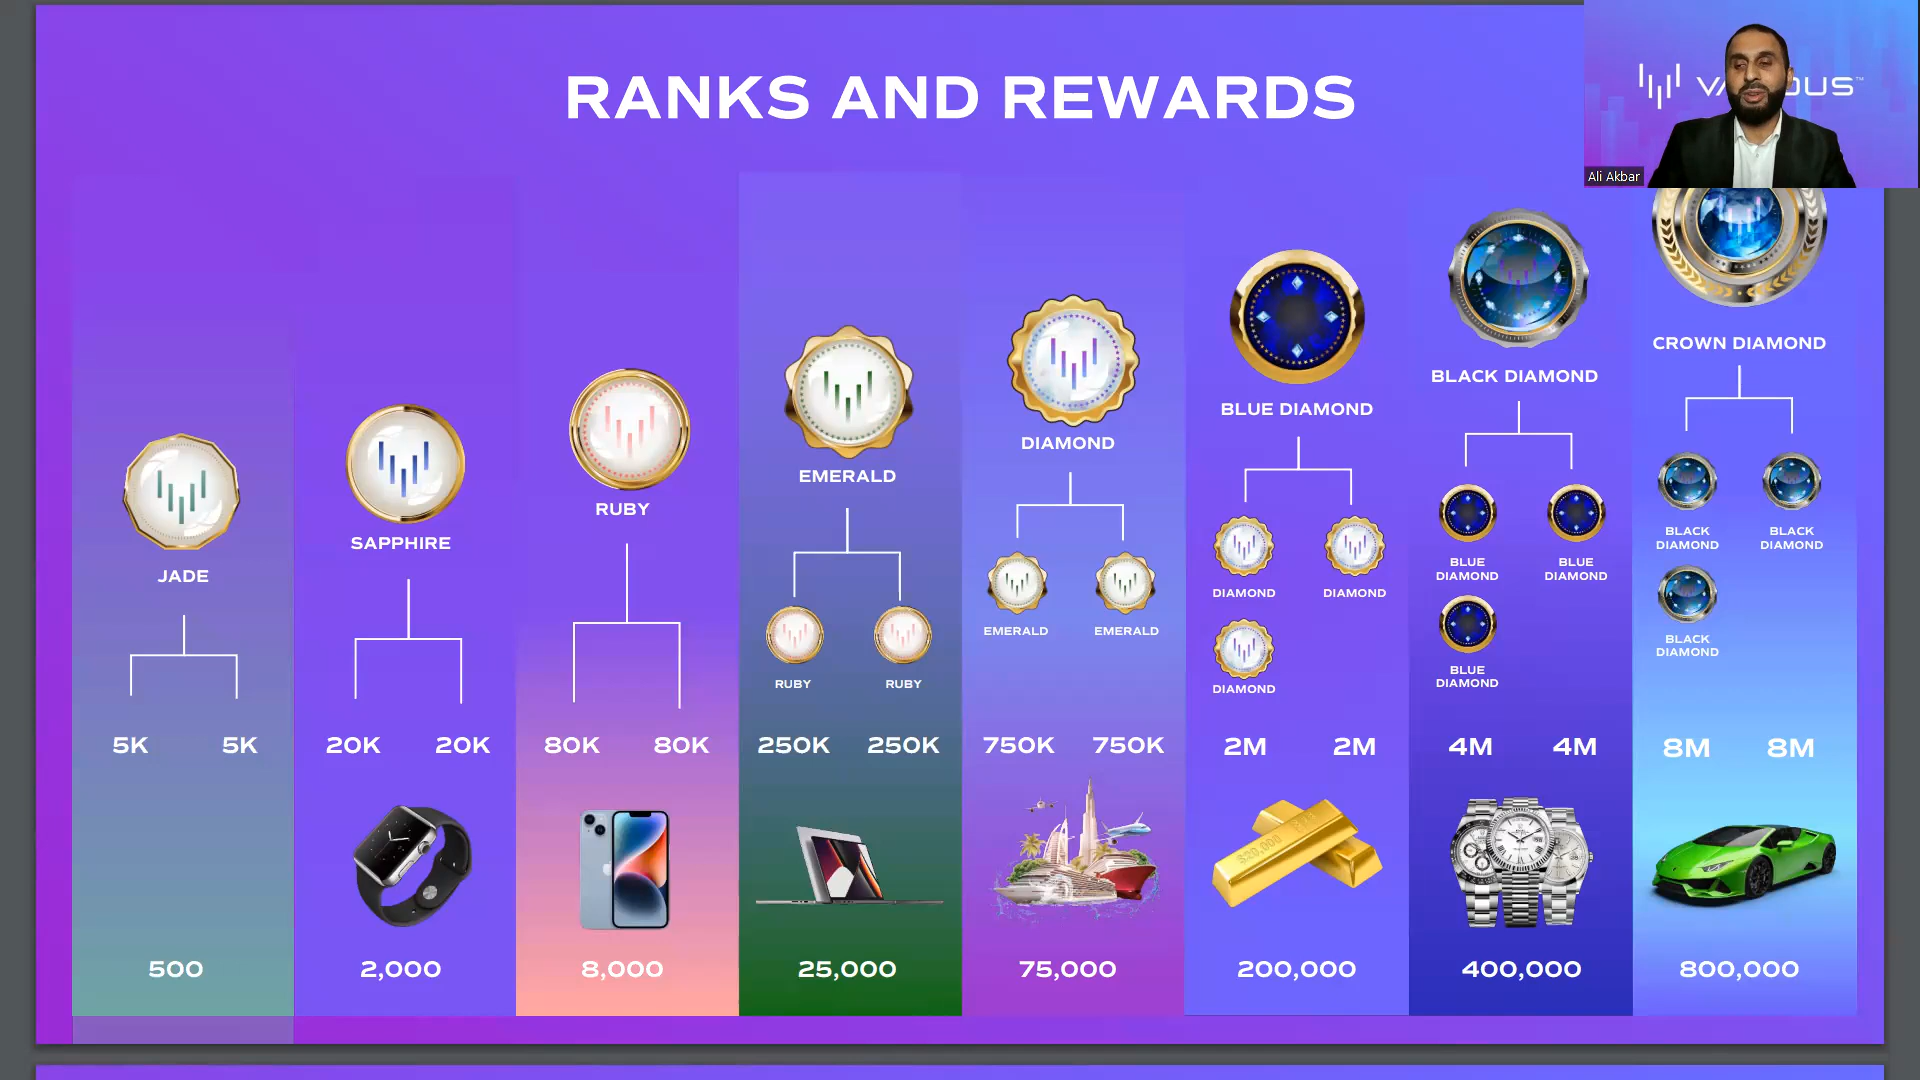 RANKS AND REWARDS
Ali Akbar
JADE
5K 5K
500
SAPPHIRE
20K 20K
2,000
RUBY
80K 80K
8,000
EMERALD
RUBY RUBY
250K 250K
25,000
DIAMOND
EMERALD EMERALD
750K 750K
75,000
BLUE DIAMOND
DIAMOND DIAMOND
DIAMOND
2M 2M
$20,000
200,000
BLACK DIAMOND
BLUE BLUE
DIAMOND DIAMOND
BLUE
DIAMOND
4M 4M
400,000
CROWN DIAMOND
BLACK BLACK
DIAMOND DIAMOND
BLACK
DIAMOND
8M 8M
800,000